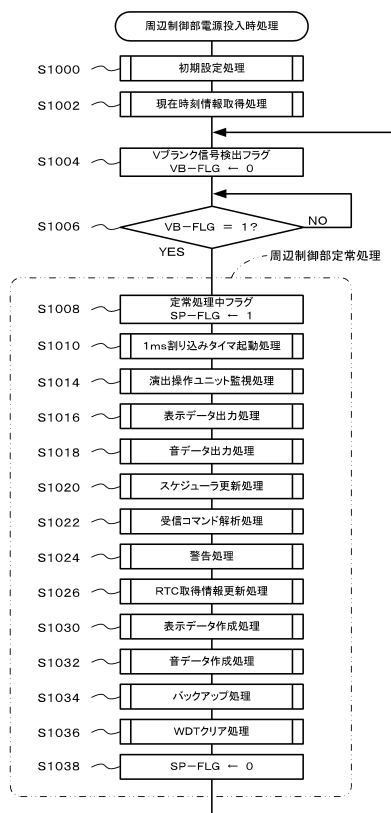 周辺制御部電源投入時処理
S1000
初期設定処理
S1002
現在時刻情報取得処理
S1004
Vブランク信号検出フラグ
VB−FLG ← 0
S1006
VB−FLG = 1?
NO
YES
周辺制御部定常処理
S1008
定常処理中フラグ
SP−FLG ← 1
S1010
1ms割り込みタイマ起動処理
S1014
演出操作ユニット監視処理
S1016
表示データ出力処理
S1018
音データ出力処理
S1020
スケジューラ更新処理
S1022
受信コマンド解析処理
S1024
警告処理
S1026
RTC取得情報更新処理
S1030
表示データ作成処理
S1032
音データ作成処理
S1034
バックアップ処理
S1036
WDTクリア処理
S1038
SP−FLG ← 0